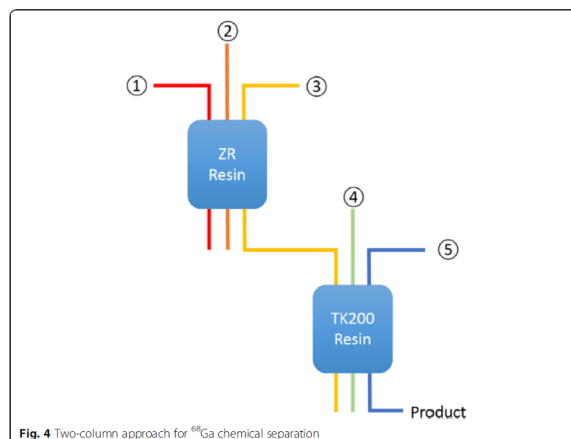 ②
①
③
ZR
Resin
④
⑤
TK200
Resin
Product
Fig. 4 Two-column approach for ⁶⁸Ga chemical separation